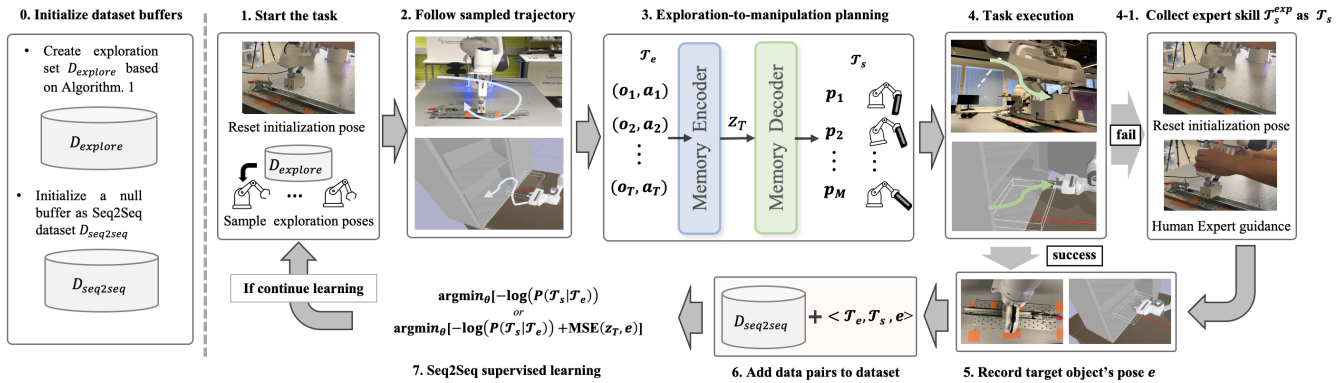 0. Initialize dataset buffers
• Create exploration
set D_explore based
on Algorithm. 1
D_explore
• Initialize a null
buffer as Seq2Seq
dataset D_seq2seq
D_seq2seq
1. Start the task
Reset initialization pose
D_explore
...
Sample exploration poses
2. Follow sampled trajectory
3. Exploration-to-manipulation planning
𝒯_e
(o_1, a_1)
(o_2, a_2)
⋮
(o_T, a_T)
Memory Encoder
z_T
Memory Decoder
𝒯_s
p_1
p_2
⋮ ⋮
p_M
4. Task execution
fail
success
4-1. Collect expert skill 𝒯_s^exp as 𝒯_s
Reset initialization pose
Human Expert guidance
5. Record target object's pose e
D_seq2seq
+ < 𝒯_e, 𝒯_s, e>
6. Add data pairs to dataset
argmin_θ[−log(P(𝒯_s|𝒯_e))
or
argmin_θ[−log(P(𝒯_s|𝒯_e)) +MSE(z_T, e)]
7. Seq2Seq supervised learning
If continue learning